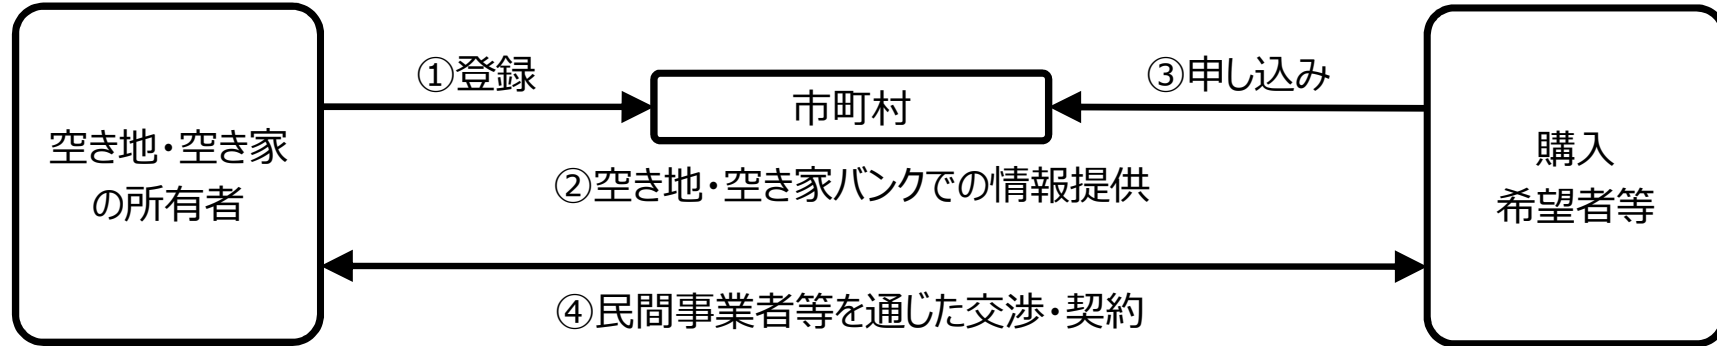 ①登録
③申し込み
市町村
空き地・空き家
の所有者
購入
希望者等
②空き地・空き家バンクでの情報提供
④民間事業者等を通じた交渉・契約